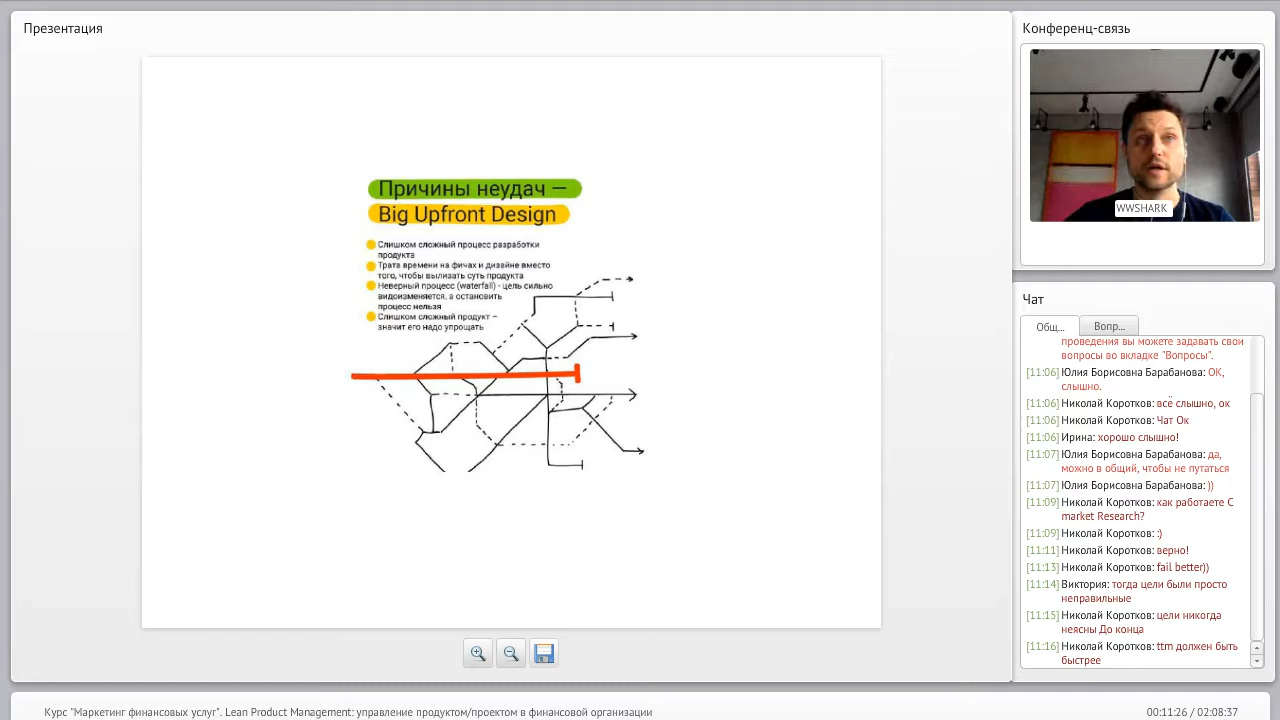 Презентация
Причины неудач —
Big Upfront Design
Слишком сложный процесс разработки
продукта
Трата времени на фичах и дизайне вместо
того, чтобы вылизать суть продукта
Неверный процесс (waterfall) - цель сильно
видоизменяется, а остановить
процесс нельзя
Слишком сложный продукт –
значит его надо упрощать
Конференц-связь
WWSHARK
Чат
Общ...
Вопр...
проведения вы можете задавать свои
вопросы во вкладке "Вопросы".
[11:06] Юлия Борисовна Барабанова: ОК,
слышно.
[11:06] Николай Коротков: всё слышно, ок
[11:06] Николай Коротков: Чат Ок
[11:06] Ирина: хорошо слышно!
[11:07] Юлия Борисовна Барабанова: да,
можно в общий, чтобы не путаться
[11:07] Юлия Борисовна Барабанова: ))
[11:09] Николай Коротков: как работаете С
market Research?
[11:09] Николай Коротков: :)
[11:11] Николай Коротков: верно!
[11:13] Николай Коротков: fail better))
[11:14] Виктория: тогда цели были просто
неправильные
[11:15] Николай Коротков: цели никогда
неясны До конца
[11:16] Николай Коротков: ttm должен быть
быстрее
Курс "Маркетинг финансовых услуг". Lean Product Management: управление продуктом/проектом в финансовой организации
00:11:26 / 02:08:37